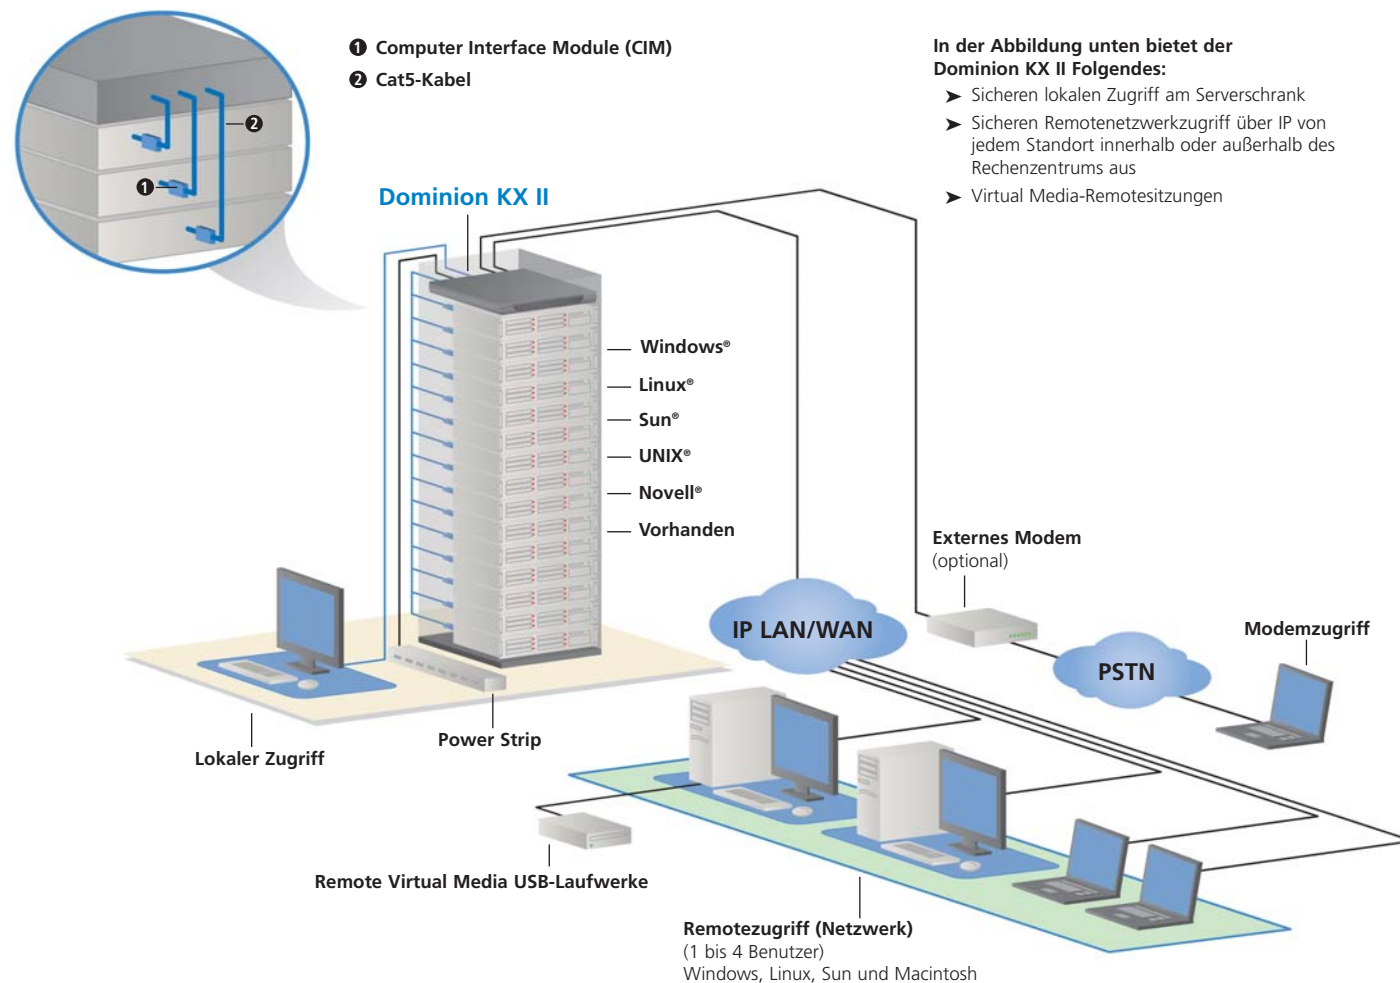 ❶ Computer Interface Module (CIM)
❷ Cat5-Kabel
In der Abbildung unten bietet der
Dominion KX II Folgendes:
➤ Sicheren lokalen Zugriff am Serverschrank
➤ Sicheren Remotenetzwerkzugriff über IP von
jedem Standort innerhalb oder außerhalb des
Rechenzentrums aus
➤ Virtual Media-Remotesitzungen
❷
❶
Dominion KX II
Windows®
Linux®
Sun®
UNIX®
Novell®
Vorhanden
Externes Modem
(optional)
IP LAN/WAN
PSTN
Modemzugriff
Lokaler Zugriff
Power Strip
Remote Virtual Media USB-Laufwerke
Remotezugriff (Netzwerk)
(1 bis 4 Benutzer)
Windows, Linux, Sun und Macintosh